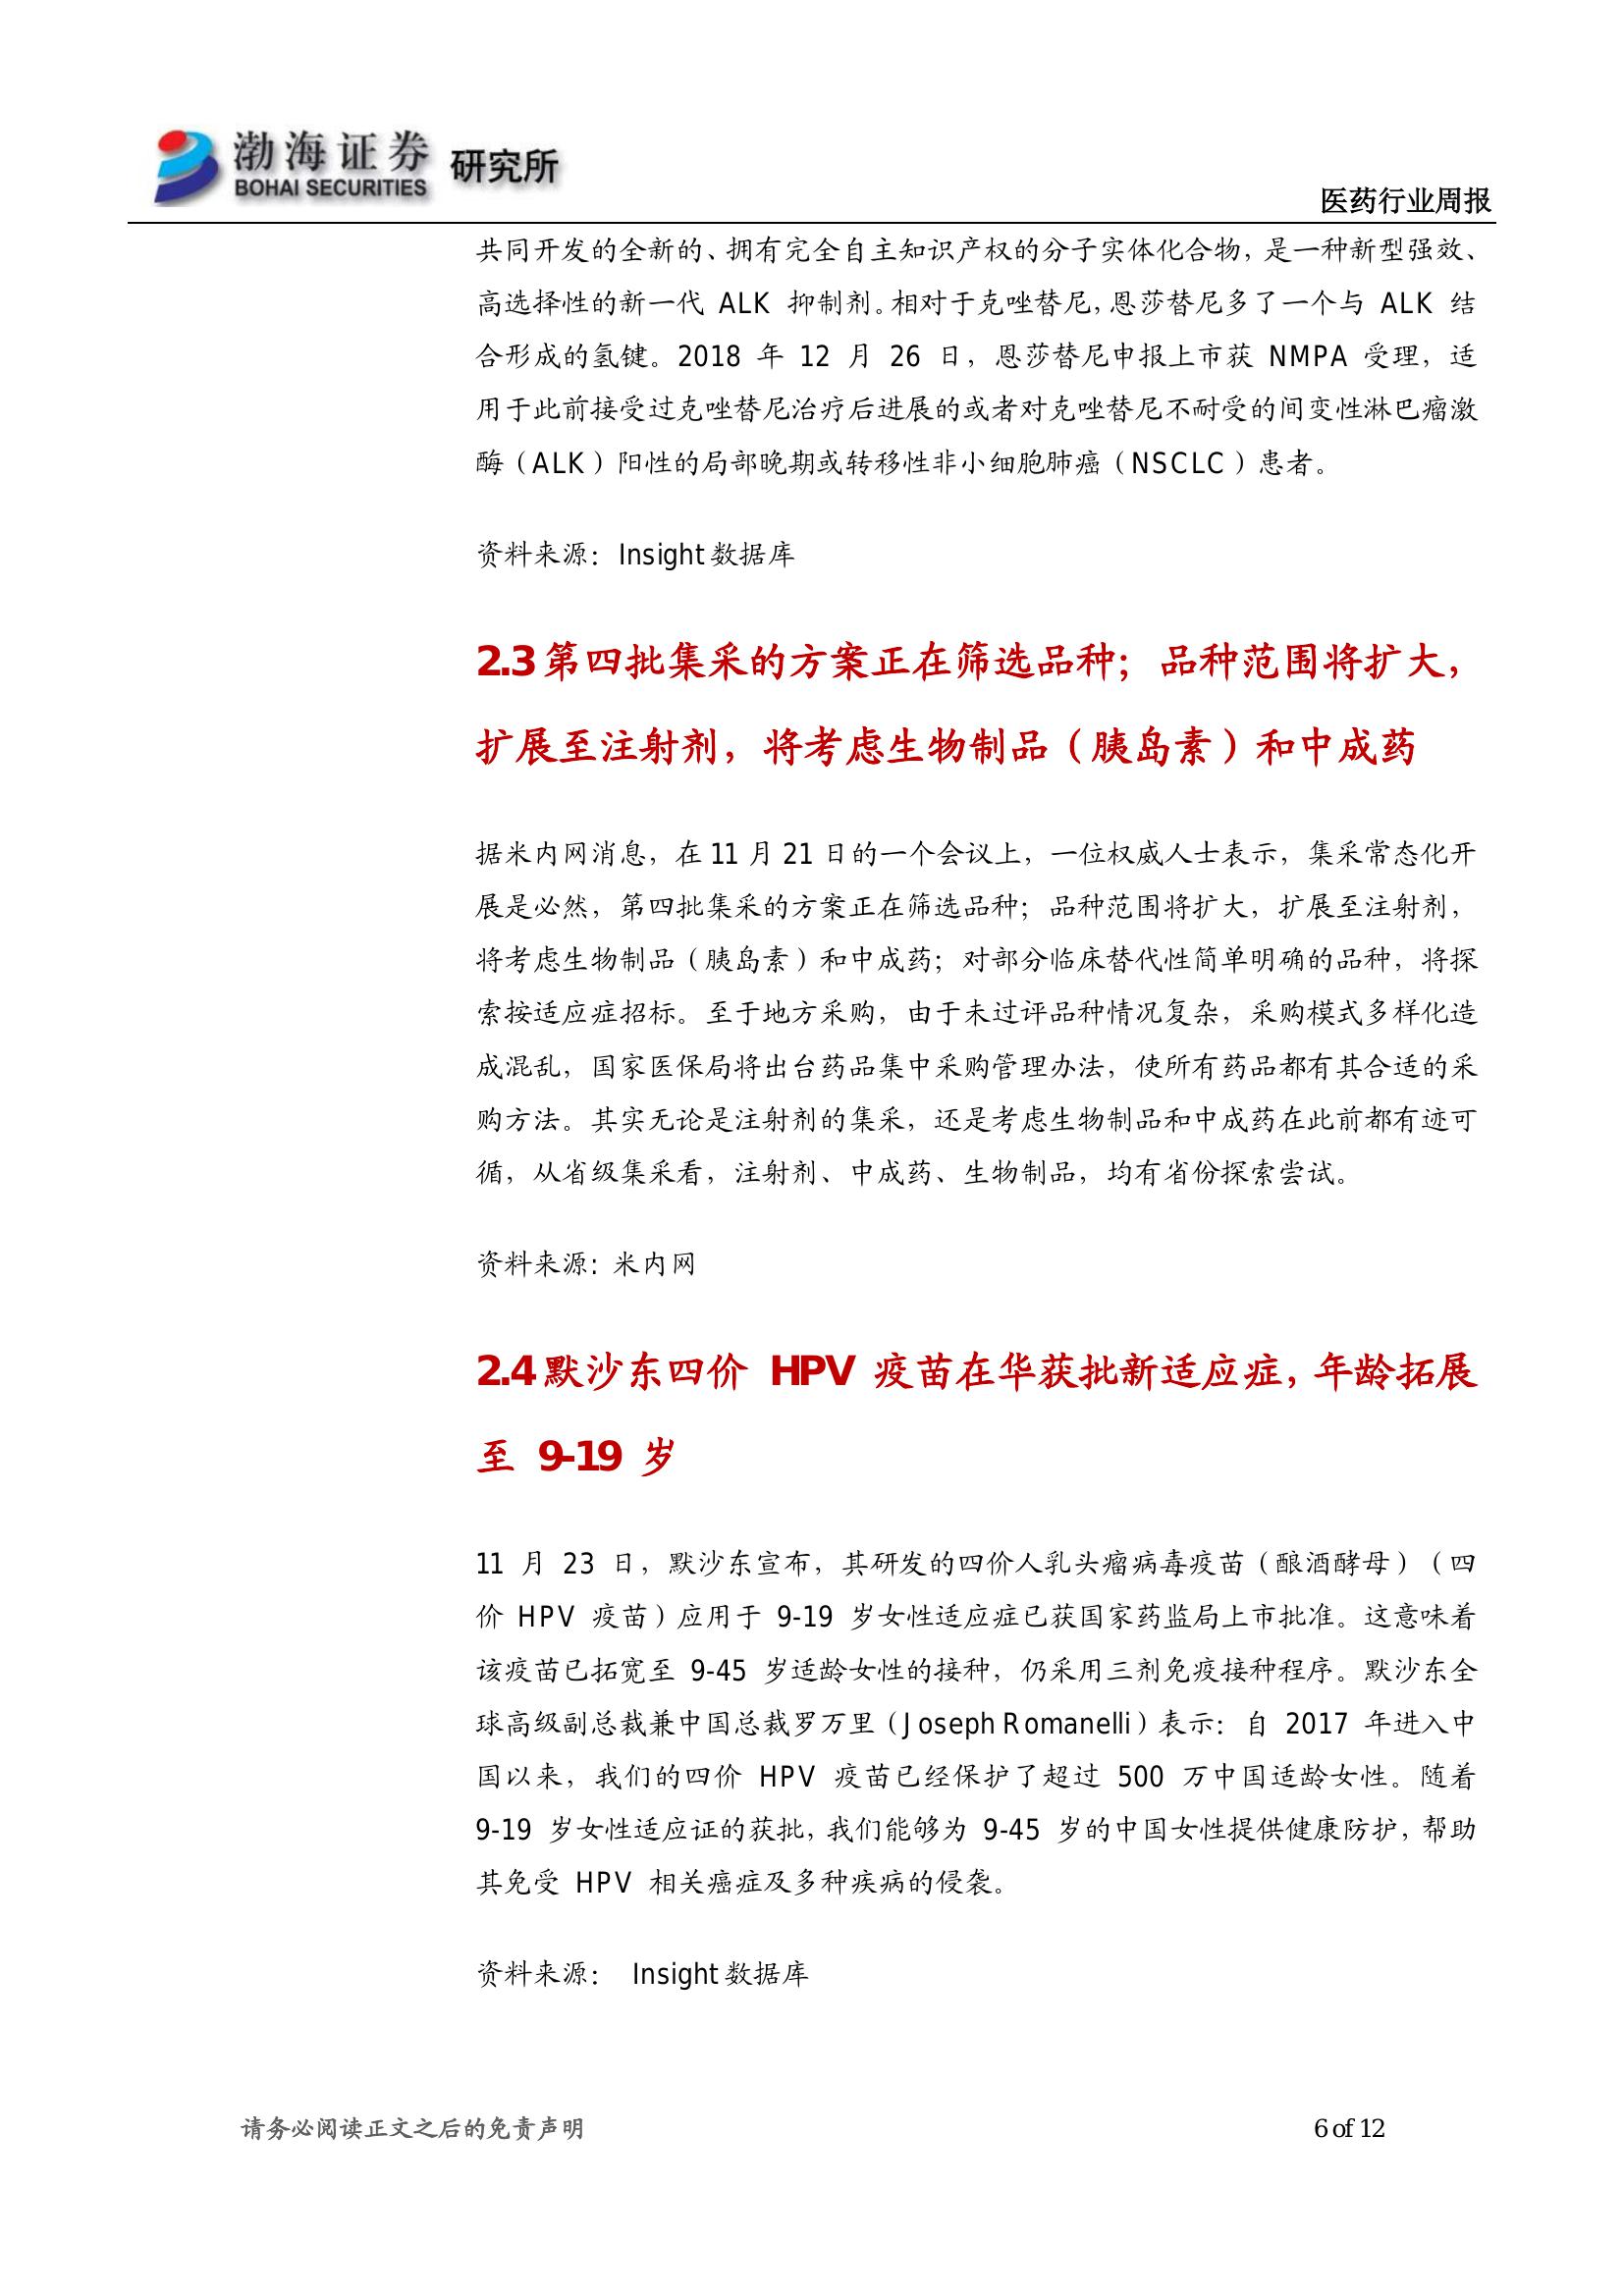 渤海证券 研究所
BOHAI SECURITIES
医药行业周报
共同开发的全新的、拥有完全自主知识产权的分子实体化合物，是一种新型强效、
高选择性的新一代 ALK 抑制剂。相对于克唑替尼，恩莎替尼多了一个与 ALK 结
合形成的氢键。2018 年 12 月 26 日，恩莎替尼申报上市获 NMPA 受理，适
用于此前接受过克唑替尼治疗后进展的或者对克唑替尼不耐受的间变性淋巴瘤激
酶（ALK）阳性的局部晚期或转移性非小细胞肺癌（NSCLC）患者。
资料来源：Insight 数据库
2.3 第四批集采的方案正在筛选品种；品种范围将扩大，
扩展至注射剂，将考虑生物制品（胰岛素）和中成药
据米内网消息，在 11 月 21 日的一个会议上，一位权威人士表示，集采常态化开
展是必然，第四批集采的方案正在筛选品种；品种范围将扩大，扩展至注射剂，
将考虑生物制品（胰岛素）和中成药；对部分临床替代性简单明确的品种，将探
索按适应症招标。至于地方采购，由于未过评品种情况复杂，采购模式多样化造
成混乱，国家医保局将出台药品集中采购管理办法，使所有药品都有其合适的采
购方法。其实无论是注射剂的集采，还是考虑生物制品和中成药在此前都有迹可
循，从省级集采看，注射剂、中成药、生物制品，均有省份探索尝试。
资料来源：米内网
2.4 默沙东四价 HPV 疫苗在华获批新适应症，年龄拓展
至 9-19 岁
11 月 23 日，默沙东宣布，其研发的四价人乳头瘤病毒疫苗（酿酒酵母）（四
价 HPV 疫苗）应用于 9-19 岁女性适应症已获国家药监局上市批准。这意味着
该疫苗已拓宽至 9-45 岁适龄女性的接种，仍采用三剂免疫接种程序。默沙东全
球高级副总裁兼中国总裁罗万里（Joseph Romanelli）表示：自 2017 年进入中
国以来，我们的四价 HPV 疫苗已经保护了超过 500 万中国适龄女性。随着
9-19 岁女性适应证的获批，我们能够为 9-45 岁的中国女性提供健康防护，帮助
其免受 HPV 相关癌症及多种疾病的侵袭。
资料来源： Insight 数据库
请务必阅读正文之后的免责声明
6 of 12